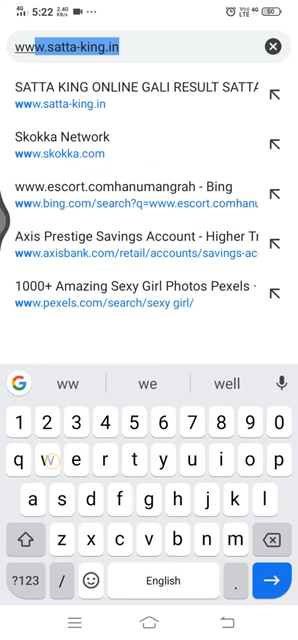 5:22 2.40 KB/s Vo) 4G LTE 50
4G
www.satta-king.in
SATTA KING ONLINE GALI RESULT SATTA
www.satta-king.in
Skokka Network
www.skokka.com
www.escort.comhanumangrah - Bing
www.bing.com/search?q=www.escort.comhanu
Axis Prestige Savings Account - Higher Tr
www.axisbank.com/retail/accounts/savings-ac
1000+ Amazing Sexy Girl Photos Pexels ·
www.pexels.com/search/sexy girl/
G ww we well
1 2 3 4 5 6 7 8 9 0
q w e r t y u i o p
a s d f g h j k l
z x c v b n m
?123 / English .